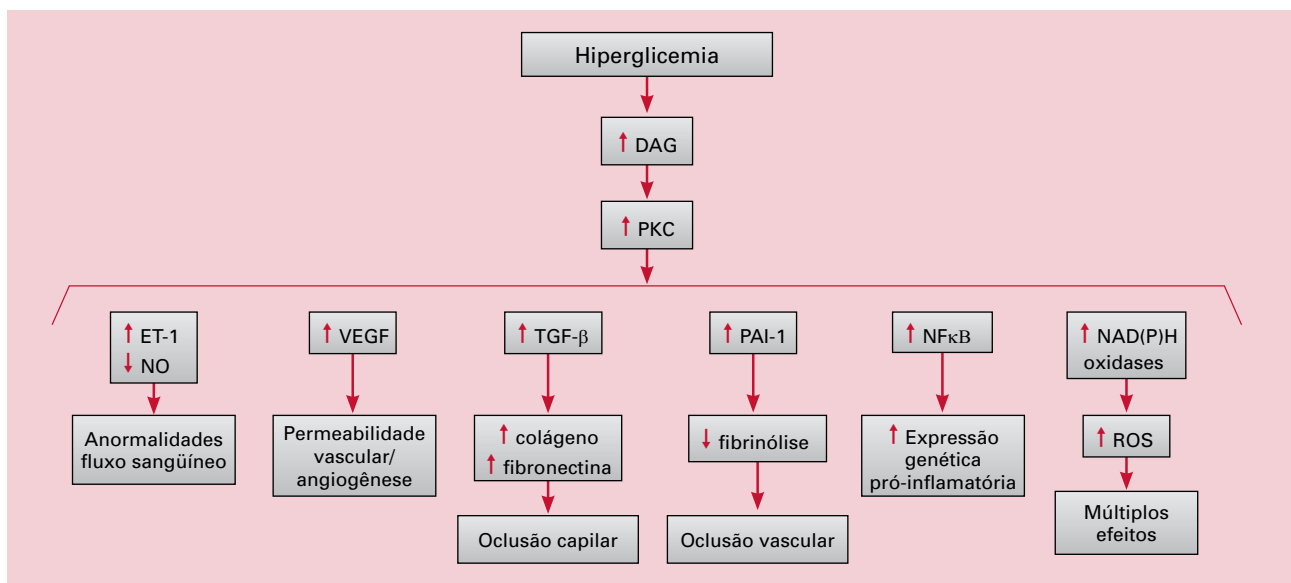 Hiperglicemia
↑ DAG
↑ PKC
↑ ET-1
↓ NO
Anormalidades
fluxo sangüíneo
↑ VEGF
Permeabilidade
vascular/
angiogênese
↑ TGF-β
↑ colágeno
↑ fibronectina
Oclusão capilar
↑ PAI-1
↓ fibrinólise
Oclusão vascular
↑ NFκB
↑ Expressão
genética
pró-inflamatória
↑ NAD(P)H
oxidases
↑ ROS
Múltiplos
efeitos